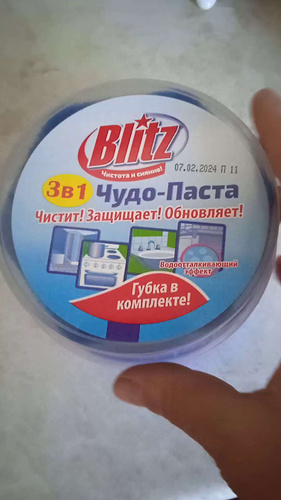 Blitz
Чистота и сияние!
07.02.2024 П 11
3в1 Чудо-Паста
Чистит! Защищает! Обновляет!
Водоотталкивающий
эффект
Губка в
комплекте!